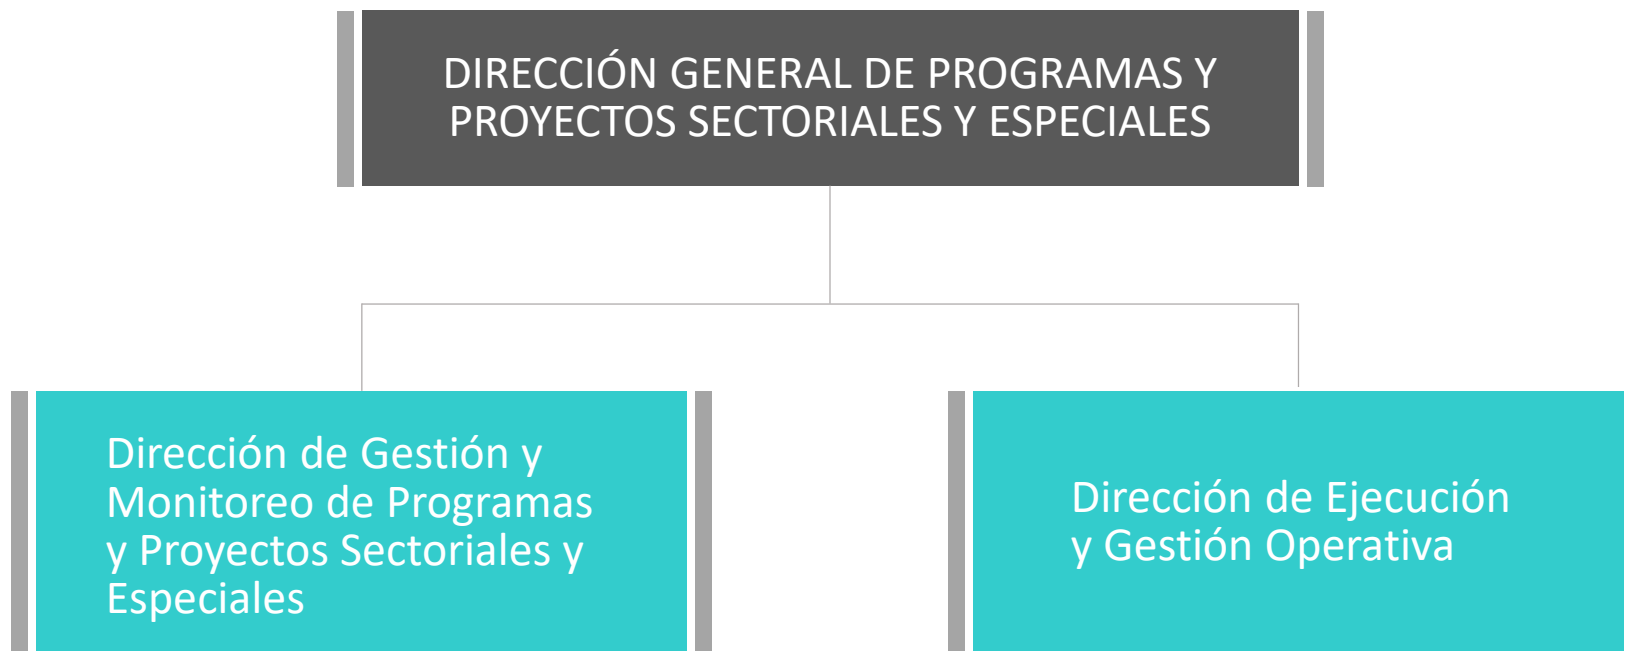 DIRECCIÓN GENERAL DE PROGRAMAS Y
PROYECTOS SECTORIALES Y ESPECIALES
Dirección de Gestión y
Monitoreo de Programas
y Proyectos Sectoriales y
Especiales
Dirección de Ejecución
y Gestión Operativa